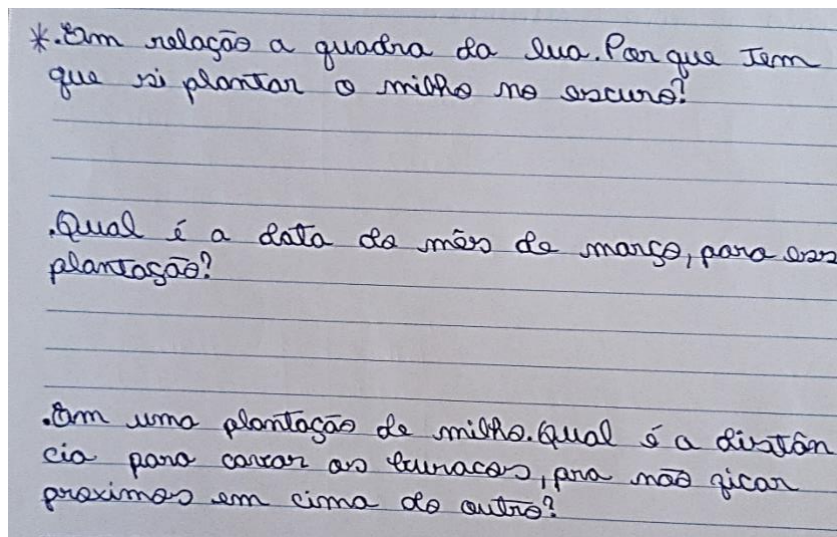 *.Em relação a quadra da lua.Por que Tem
que si plantar o milho no escuro?
.Qual é a data do mês de março, para ess
plantação?
.Em uma plantação de milho.Qual é a distân
cia para cavar os buracos, pra não ficar
proximos em cima do outro?